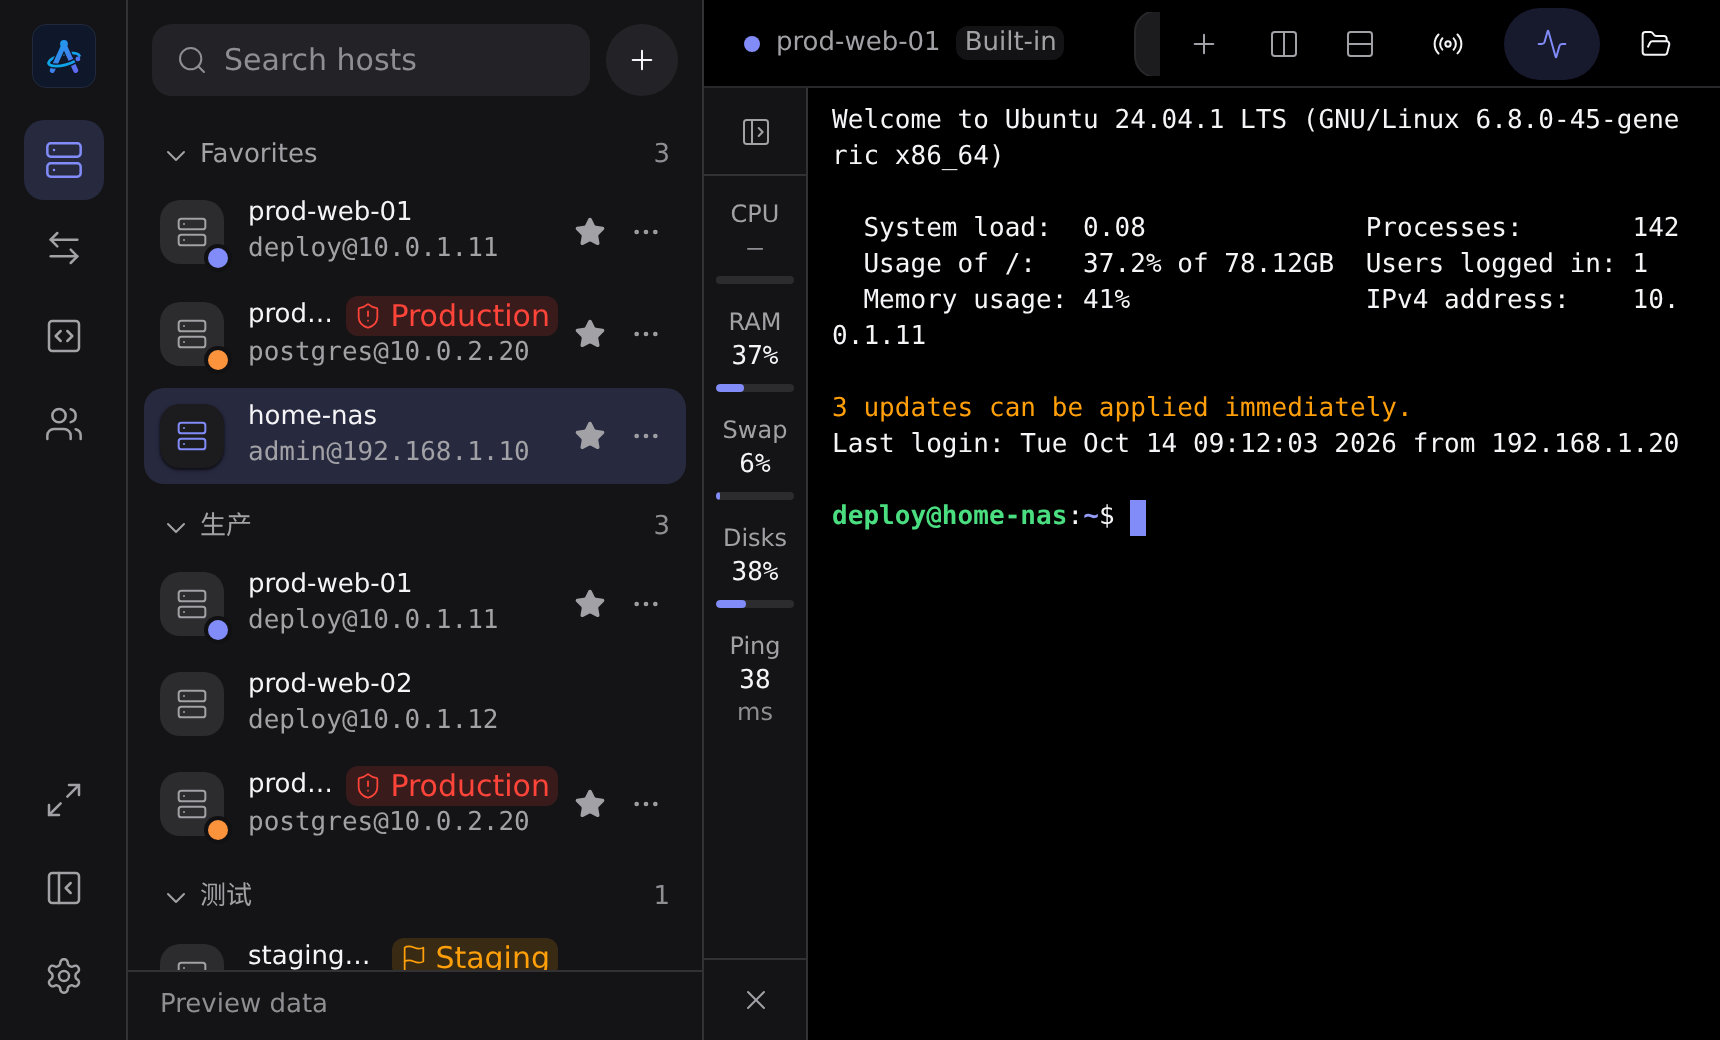 Search hosts
Favorites 3
prod-web-01
deploy@10.0.1.11
prod... Production
postgres@10.0.2.20
home-nas
admin@192.168.1.10
生产 3
prod-web-01
deploy@10.0.1.11
prod-web-02
deploy@10.0.1.12
prod... Production
postgres@10.0.2.20
测试 1
staging... Staging
Preview data
prod-web-01 Built-in
CPU
—
RAM
37%
Swap
6%
Disks
38%
Ping
38
ms
Welcome to Ubuntu 24.04.1 LTS (GNU/Linux 6.8.0-45-gene
ric x86_64)
System load: 0.08 Processes: 142
Usage of /: 37.2% of 78.12GB Users logged in: 1
Memory usage: 41% IPv4 address: 10.
0.1.11
3 updates can be applied immediately.
Last login: Tue Oct 14 09:12:03 2026 from 192.168.1.20
deploy@home-nas:~$